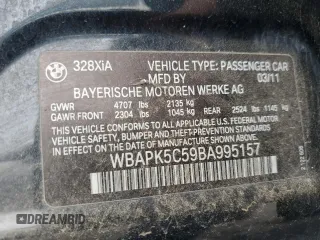 328XiA
VEHICLE TYPE: PASSENGER CAR
MFD BY: 03/11
BAYERISCHE MOTOREN WERKE AG
GVWR 4707 lbs 2135 kg
GAWR FRONT 2304 lbs 1045 kg GAWR REAR 2524 lbs 1145 kg
THIS VEHICLE CONFORMS TO ALL APPLICABLE FEDERAL MOTOR
VEHICLE SAFETY, BUMPER AND THEFT PREVENTION STANDARDS
IN EFFECT ON THE DATE OF MANUFACTURE SHOWN ABOVE.
WBAPK5C59BA995157
AUTOBIDMASTER